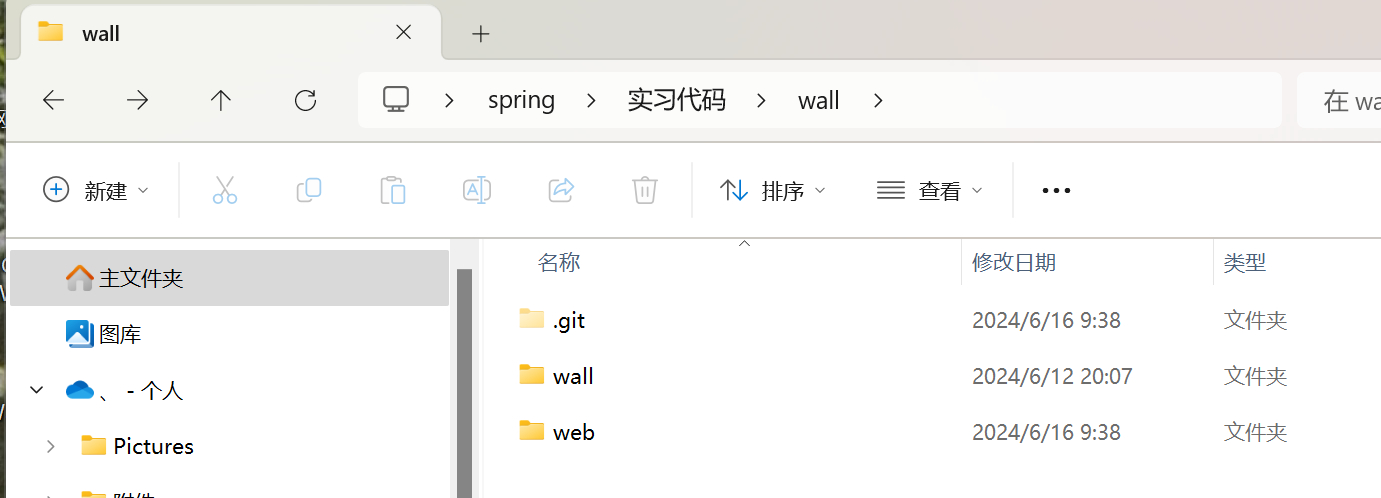 wall
spring > 实习代码 > wall >
在 wa
新建
排序
查看
主文件夹
图库
、 - 个人
Pictures
附件
名称
修改日期
类型
.git
2024/6/16 9:38
文件夹
wall
2024/6/12 20:07
文件夹
web
2024/6/16 9:38
文件夹